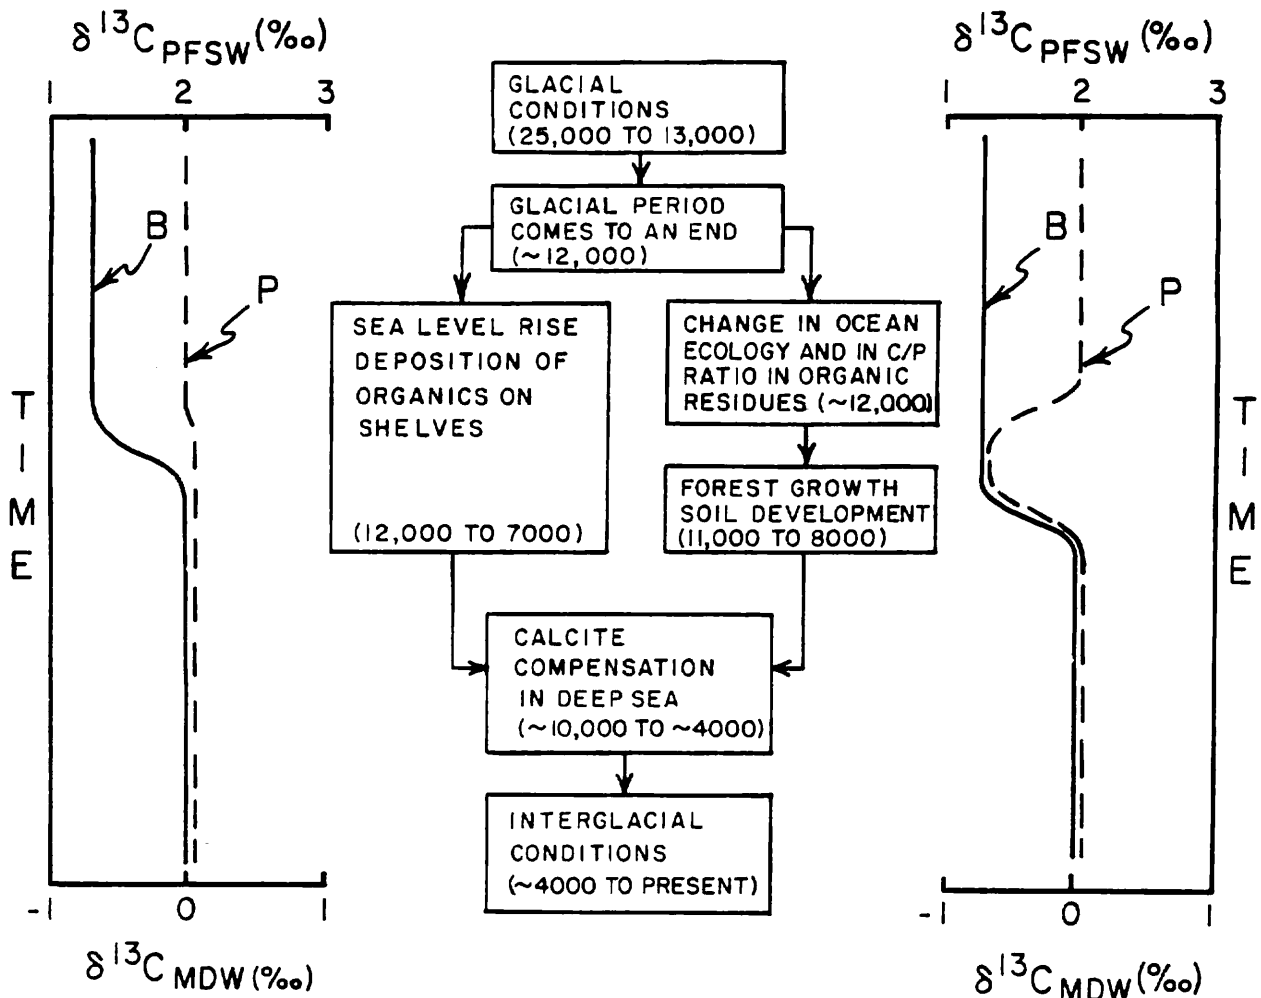 δ¹³C PFSW (‰)
1 2 3
B
P
T
I
M
E
-1 0 1
δ¹³C MDW (‰)
GLACIAL
CONDITIONS
(25,000 TO 13,000)
GLACIAL PERIOD
COMES TO AN END
(~12,000)
SEA LEVEL RISE
DEPOSITION OF
ORGANICS ON
SHELVES
(12,000 TO 7000)
CHANGE IN OCEAN
ECOLOGY AND IN C/P
RATIO IN ORGANIC
RESIDUES (~12,000)
FOREST GROWTH
SOIL DEVELOPMENT
(11,000 TO 8000)
CALCITE
COMPENSATION
IN DEEP SEA
(~10,000 TO ~4000)
INTERGLACIAL
CONDITIONS
(~4000 TO PRESENT)
δ¹³C PFSW (‰)
1 2 3
B
P
T
I
M
E
-1 0 1
δ¹³C MDW (‰)